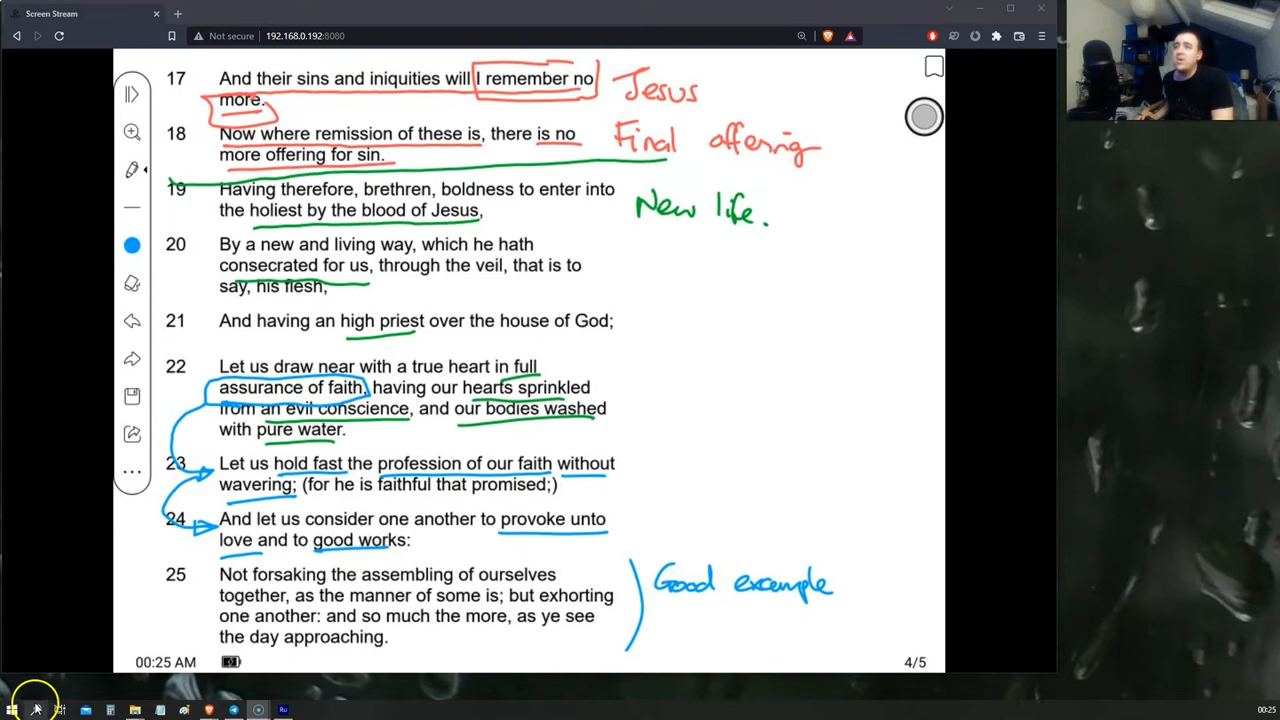 Screen Stream
Not secure 192.168.0.192:8080
17 And their sins and iniquities will I remember no
more.
Jesus
18 Now where remission of these is, there is no
more offering for sin.
Final offering
19 Having therefore, brethren, boldness to enter into
the holiest by the blood of Jesus,
New life.
20 By a new and living way, which he hath
consecrated for us, through the veil, that is to
say, his flesh;
21 And having an high priest over the house of God;
22 Let us draw near with a true heart in full
assurance of faith, having our hearts sprinkled
from an evil conscience, and our bodies washed
with pure water.
23 Let us hold fast the profession of our faith without
wavering; (for he is faithful that promised;)
24 And let us consider one another to provoke unto
love and to good works:
25 Not forsaking the assembling of ourselves
together, as the manner of some is; but exhorting
one another: and so much the more, as ye see
the day approaching.
Good example
00:25 AM 4/5
Ru
00:25